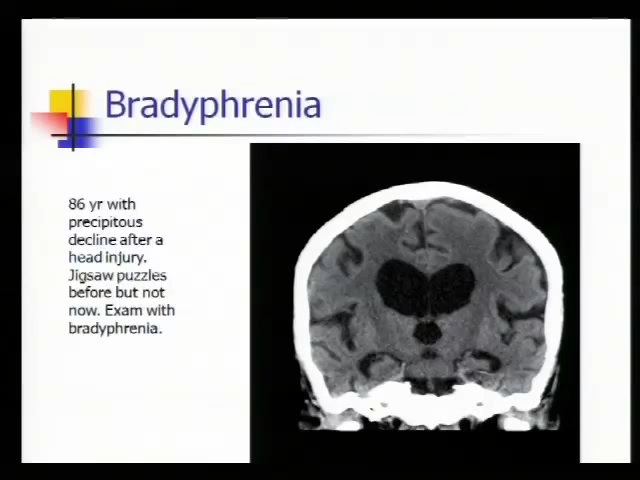 Bradyphrenia
86 yr with
precipitous
decline after a
head injury.
Jigsaw puzzles
before but not
now. Exam with
bradyphrenia.